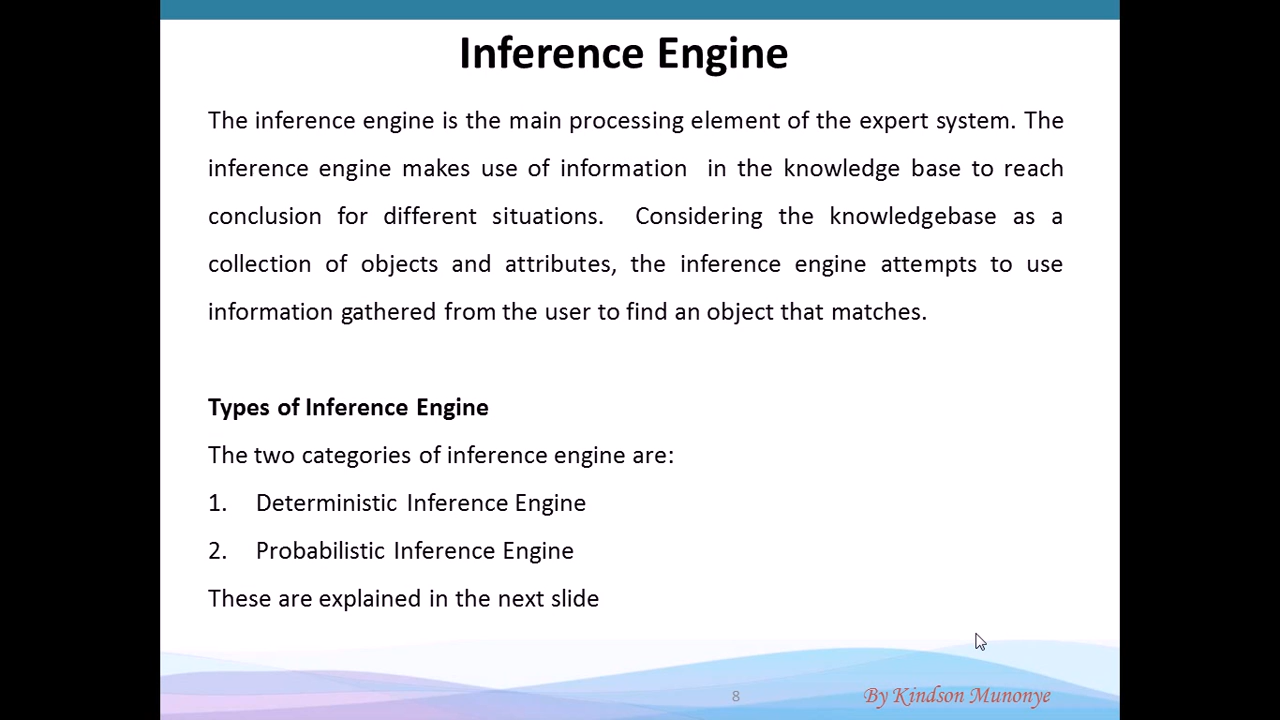 Inference Engine
The inference engine is the main processing element of the expert system. The
inference engine makes use of information in the knowledge base to reach
conclusion for different situations. Considering the knowledgebase as a
collection of objects and attributes, the inference engine attempts to use
information gathered from the user to find an object that matches.
Types of Inference Engine
The two categories of inference engine are:
1. Deterministic Inference Engine
2. Probabilistic Inference Engine
These are explained in the next slide
8
By Kindson Munonye